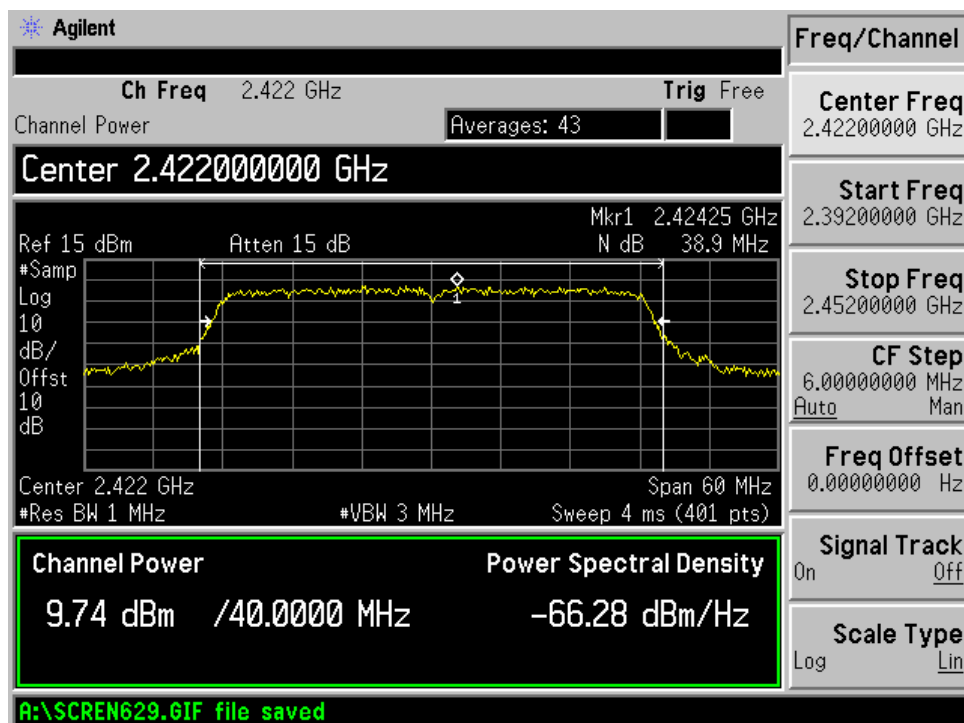 Agilent
Freq/Channel
Ch Freq 2.422 GHz Trig Free
Channel Power Averages: 43
Center 2.422000000 GHz
Mkr1 2.42425 GHz
Ref 15 dBm Atten 15 dB N dB 38.9 MHz
#Samp
Log
10
dB/
Offst
10
dB
1
Center 2.422 GHz Span 60 MHz
#Res BW 1 MHz #VBW 3 MHz Sweep 4 ms (401 pts)
Channel Power Power Spectral Density
9.74 dBm /40.0000 MHz -66.28 dBm/Hz
A:\SCREN629.GIF file saved
Center Freq
2.42200000 GHz
Start Freq
2.39200000 GHz
Stop Freq
2.45200000 GHz
CF Step
6.00000000 MHz
Auto Man
Freq Offset
0.00000000 Hz
Signal Track
On Off
Scale Type
Log Lin